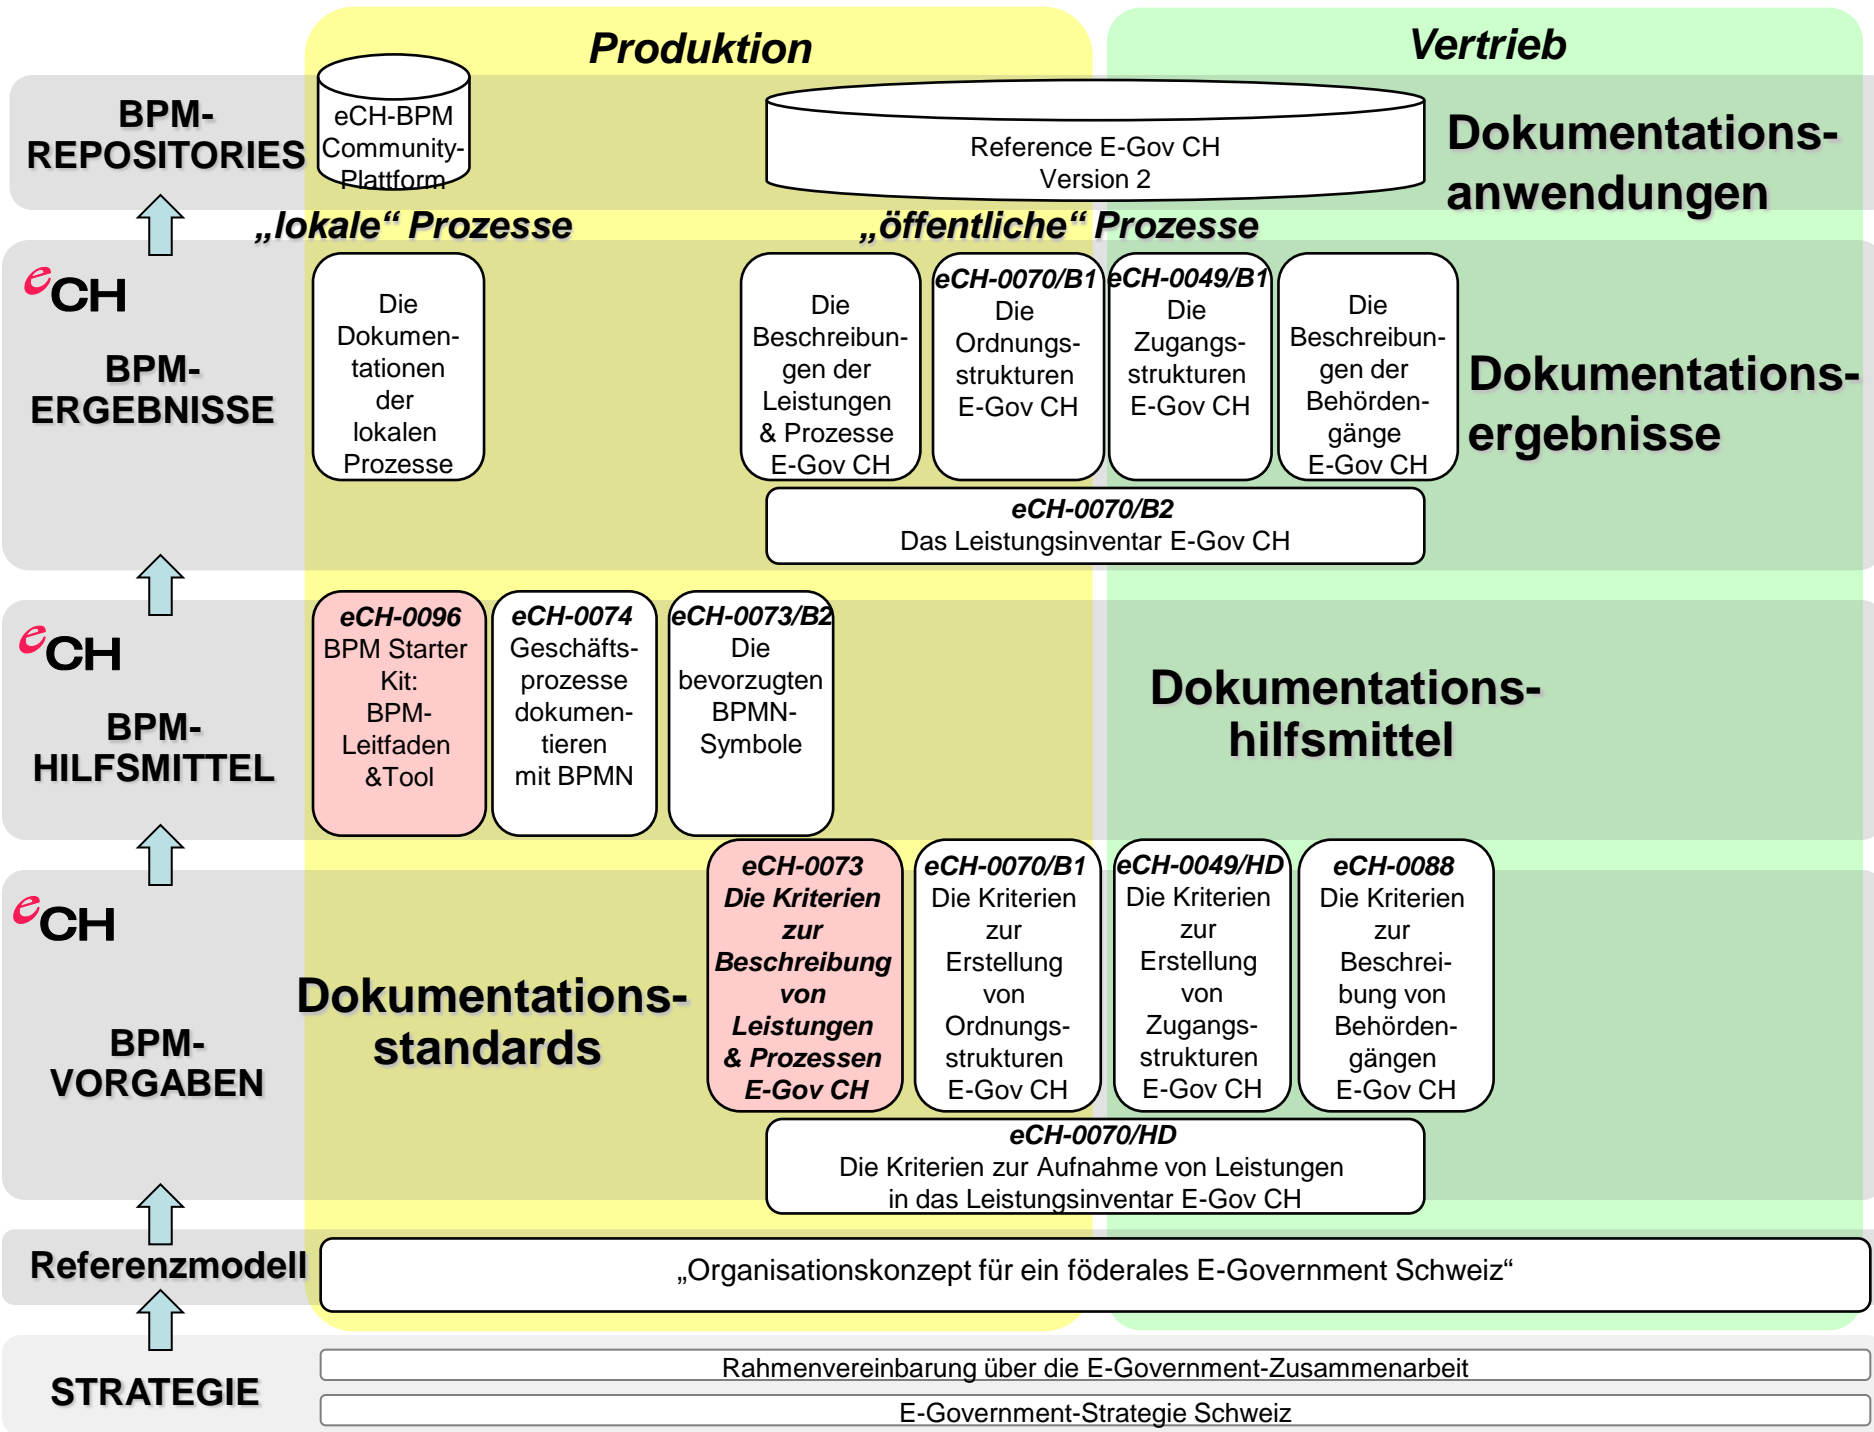 Produktion
Vertrieb
BPM-
REPOSITORIES
eCH-BPM
Community-
Plattform
Reference E-Gov CH
Version 2
Dokumentations-
anwendungen
„lokale“ Prozesse
„öffentliche“ Prozesse
eCH
BPM-
ERGEBNISSE
Die
Dokumen-
tationen
der
lokalen
Prozesse
Die
Beschreibun-
gen der
Leistungen
& Prozesse
E-Gov CH
eCH-0070/B1
Die
Ordnungs-
strukturen
E-Gov CH
eCH-0049/B1
Die
Zugangs-
strukturen
E-Gov CH
Die
Beschreibun-
gen der
Behörden-
gänge
E-Gov CH
Dokumentations-
ergebnisse
eCH-0070/B2
Das Leistungsinventar E-Gov CH
eCH
BPM-
HILFSMITTEL
eCH-0096
BPM Starter
Kit:
BPM-
Leitfaden
&Tool
eCH-0074
Geschäfts-
prozesse
dokumen-
tieren
mit BPMN
eCH-0073/B2
Die
bevorzugten
BPMN-
Symbole
Dokumentations-
hilfsmittel
eCH
BPM-
VORGABEN
Dokumentations-
standards
eCH-0073
Die Kriterien
zur
Beschreibung
von
Leistungen
& Prozessen
E-Gov CH
eCH-0070/B1
Die Kriterien
zur
Erstellung
von
Ordnungs-
strukturen
E-Gov CH
eCH-0049/HD
Die Kriterien
zur
Erstellung
von
Zugangs-
strukturen
E-Gov CH
eCH-0088
Die Kriterien
zur
Beschrei-
bung von
Behörden-
gängen
E-Gov CH
eCH-0070/HD
Die Kriterien zur Aufnahme von Leistungen
in das Leistungsinventar E-Gov CH
Referenzmodell
„Organisationskonzept für ein föderales E-Government Schweiz“
STRATEGIE
Rahmenvereinbarung über die E-Government-Zusammenarbeit
E-Government-Strategie Schweiz